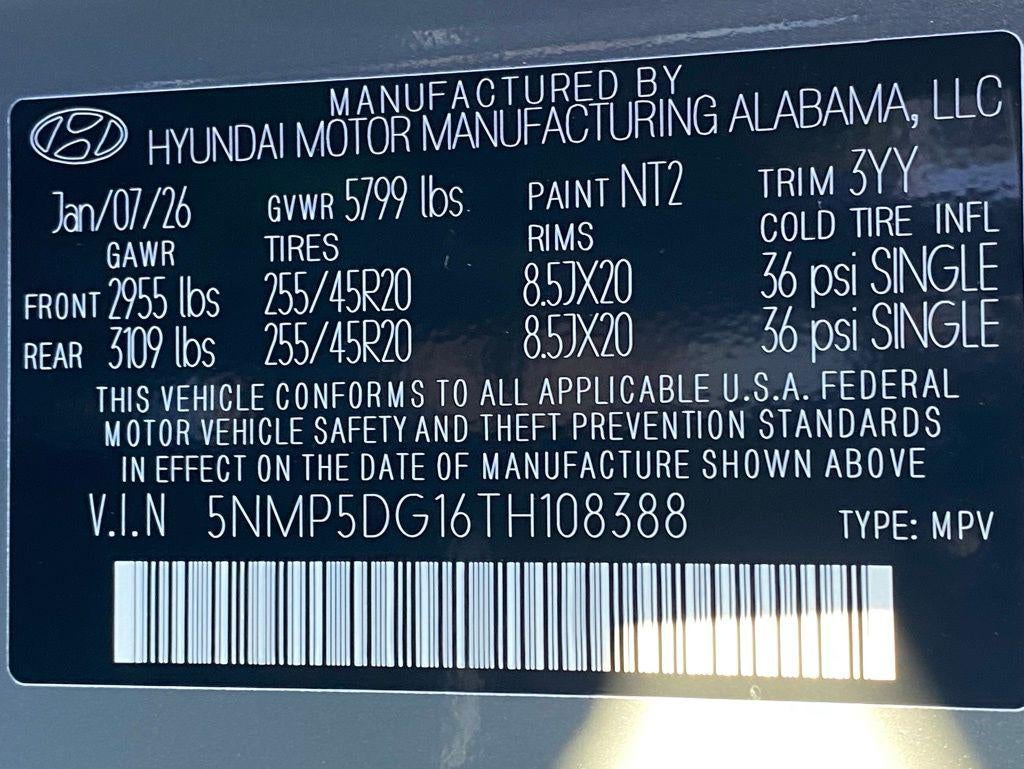 MANUFACTURED BY
HYUNDAI MOTOR MANUFACTURING ALABAMA, LLC
Jan/07/26 GVWR 5799 lbs PAINT NT2 TRIM 3YY
GAWR TIRES RIMS COLD TIRE INFL
FRONT 2955 lbs 255/45R20 8.5JX20 36 psi SINGLE
REAR 3109 lbs 255/45R20 8.5JX20 36 psi SINGLE
THIS VEHICLE CONFORMS TO ALL APPLICABLE U.S.A. FEDERAL
MOTOR VEHICLE SAFETY AND THEFT PREVENTION STANDARDS
IN EFFECT ON THE DATE OF MANUFACTURE SHOWN ABOVE
V.I.N 5NMP5DG16TH108388 TYPE: MPV